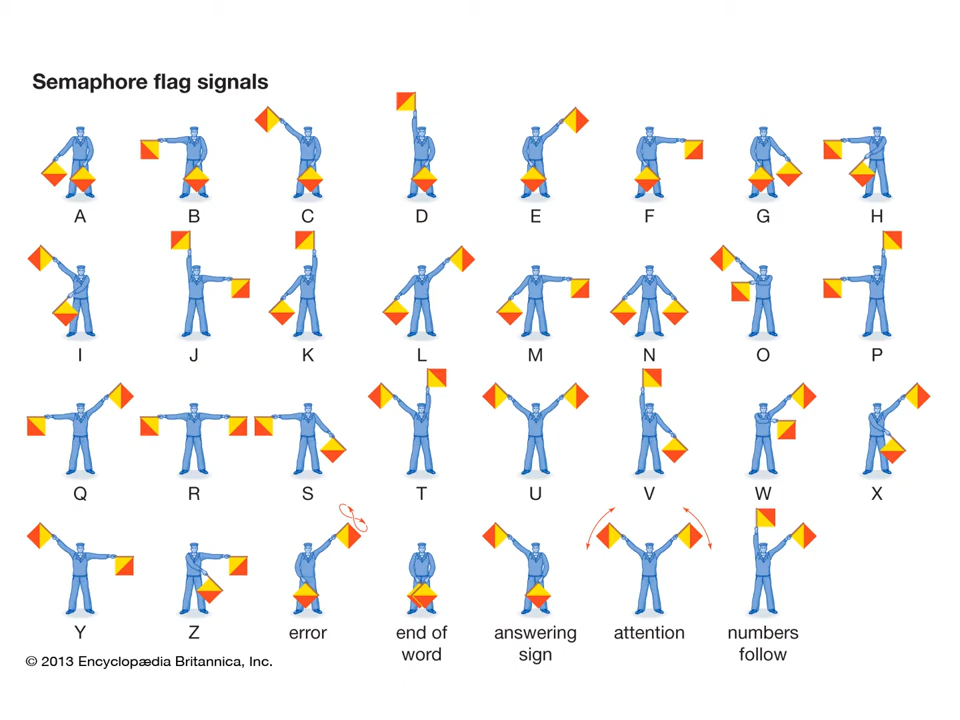 Semaphore flag signals
A B C D E F G H
I J K L M N O P
Q R S T U V W X
Y Z error end of word answering sign attention numbers follow
© 2013 Encyclopædia Britannica, Inc.